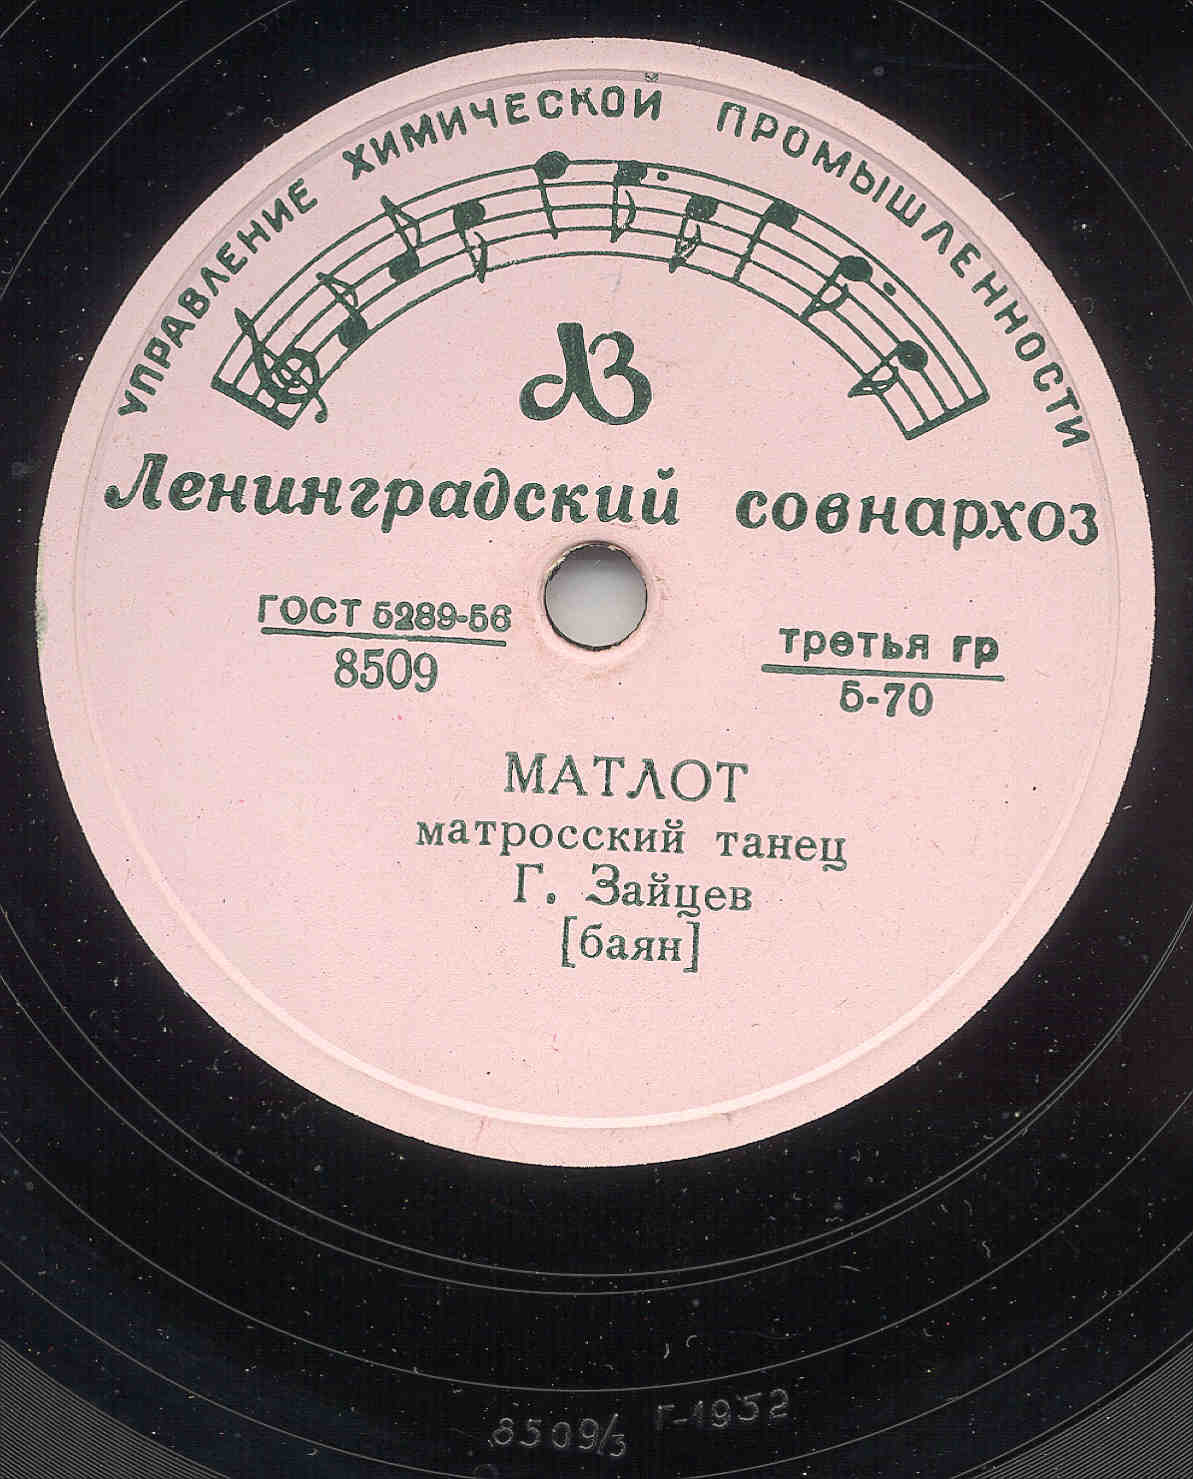 УПРАВЛЕНИЕ ХИМИЧЕСКОЙ ПРОМЫШЛЕННОСТИ
ЛЗ
Ленинградский совнархоз
ГОСТ 5289-56
8509
третья гр
5-70
МАТЛОТ
матросский танец
Г. Зайцев
[баян]
8509/3 Г-1952